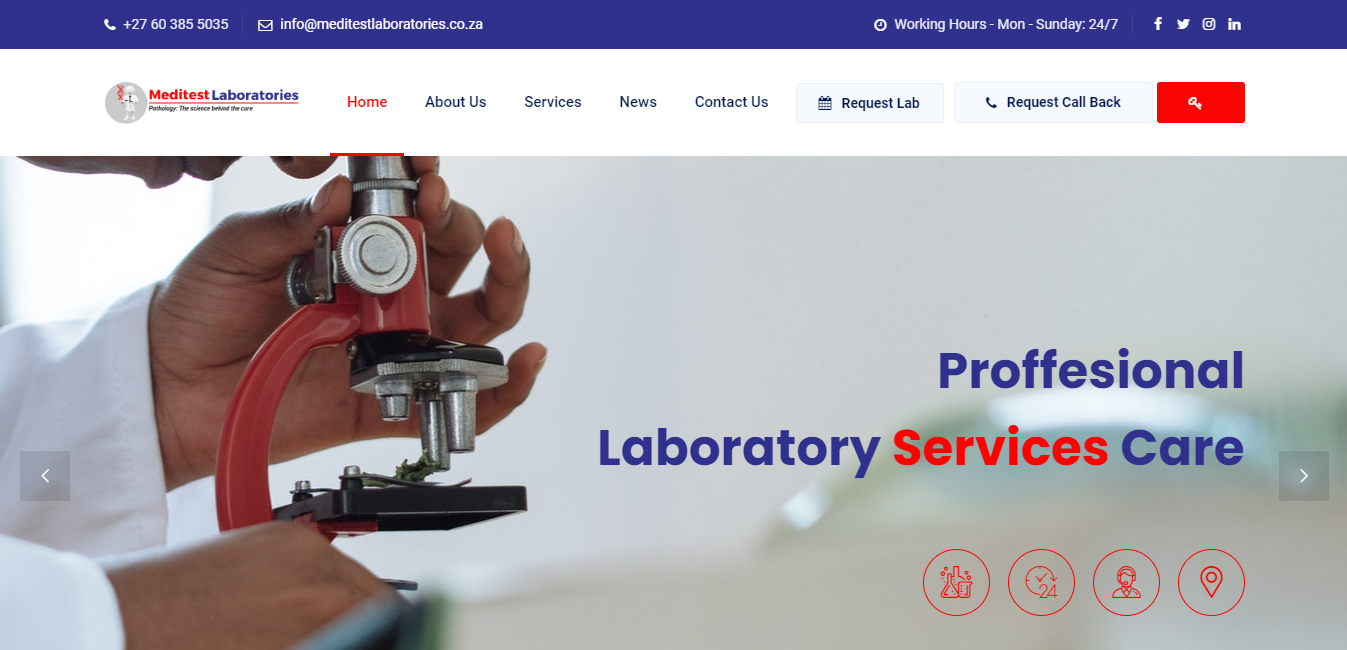 +27 60 385 5035
info@meditestlaboratories.co.za
Working Hours - Mon - Sunday: 24/7
Meditest Laboratories
Pathology: The science behind the cure
Home
About Us
Services
News
Contact Us
Request Lab
Request Call Back
Proffesional
Laboratory Services Care
24